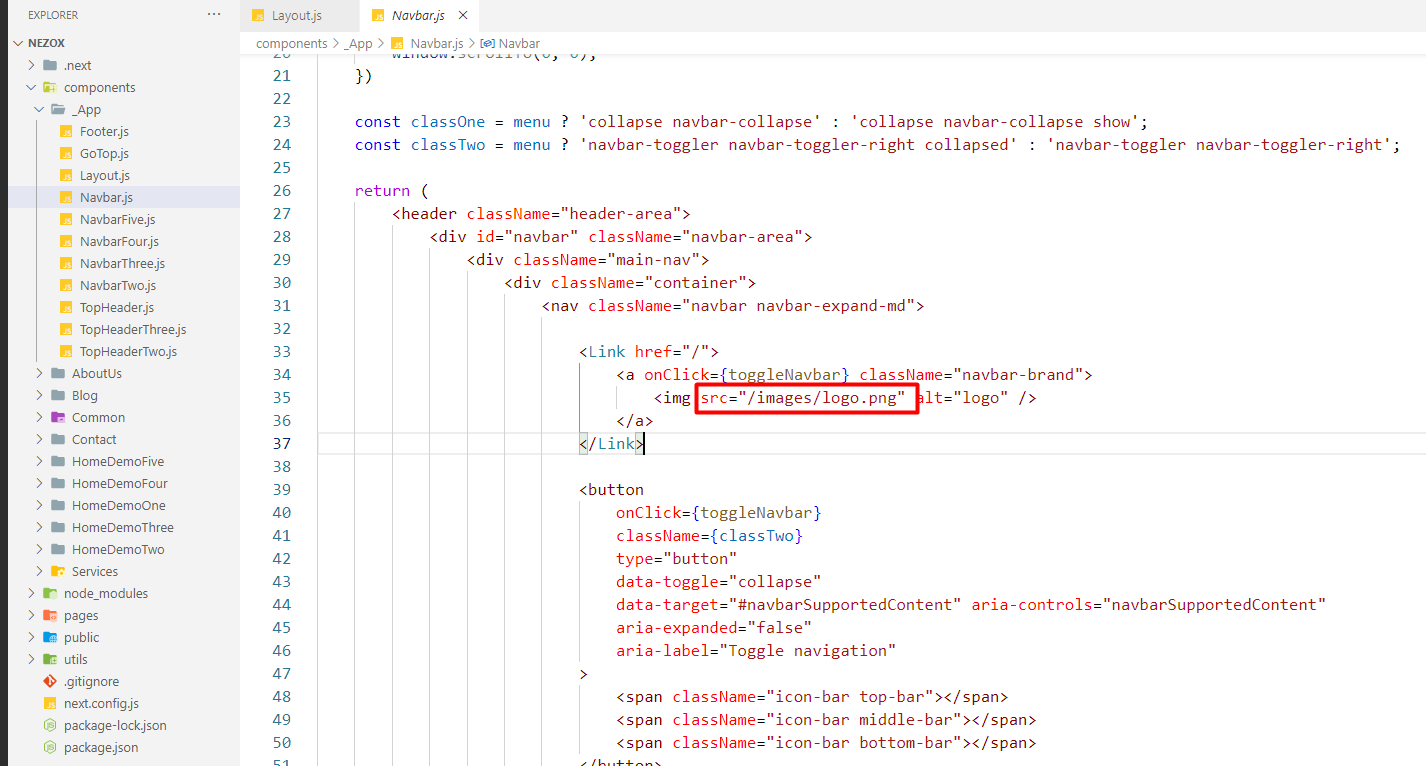 EXPLORER ···
NEZOX
.next
components
_App
Footer.js
GoTop.js
Layout.js
Navbar.js
NavbarFive.js
NavbarFour.js
NavbarThree.js
NavbarTwo.js
TopHeader.js
TopHeaderThree.js
TopHeaderTwo.js
AboutUs
Blog
Common
Contact
HomeDemoFive
HomeDemoFour
HomeDemoOne
HomeDemoThree
HomeDemoTwo
Services
node_modules
pages
public
utils
.gitignore
next.config.js
package-lock.json
package.json
JS Layout.js
JS Navbar.js ×
components > _App > JS Navbar.js > Navbar
20 window.scrollTo(0, 0);
21 })
22
23 const classOne = menu ? 'collapse navbar-collapse' : 'collapse navbar-collapse show';
24 const classTwo = menu ? 'navbar-toggler navbar-toggler-right collapsed' : 'navbar-toggler navbar-toggler-right';
25
26 return (
27 <header className="header-area">
28 <div id="navbar" className="navbar-area">
29 <div className="main-nav">
30 <div className="container">
31 <nav className="navbar navbar-expand-md">
32
33 <Link href="/">
34 <a onClick={toggleNavbar} className="navbar-brand">
35 <img src="/images/logo.png" alt="logo" />
36 </a>
37 </Link>
38
39 <button
40 onClick={toggleNavbar}
41 className={classTwo}
42 type="button"
43 data-toggle="collapse"
44 data-target="#navbarSupportedContent" aria-controls="navbarSupportedContent"
45 aria-expanded="false"
46 aria-label="Toggle navigation"
47 >
48 <span className="icon-bar top-bar"></span>
49 <span className="icon-bar middle-bar"></span>
50 <span className="icon-bar bottom-bar"></span>
51 </button>